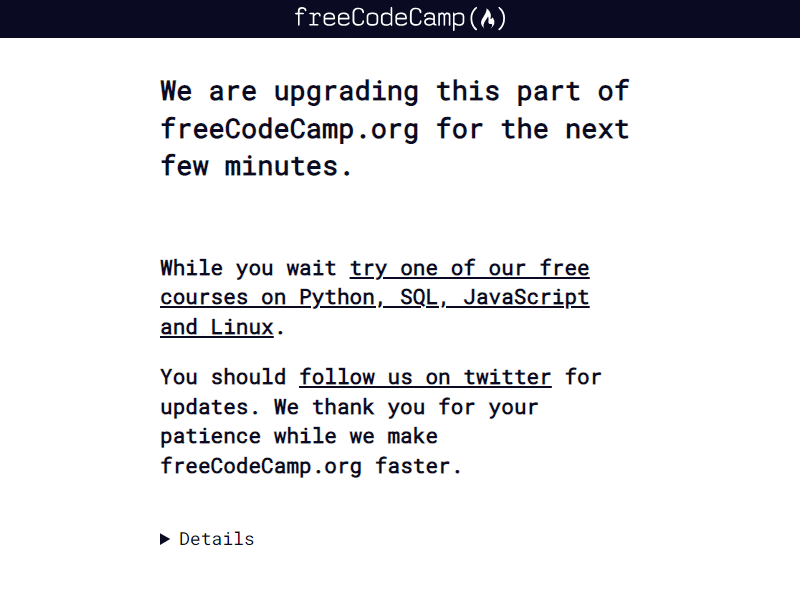 freeCodeCamp(🔥)
We are upgrading this part of
freeCodeCamp.org for the next
few minutes.
While you wait try one of our free
courses on Python, SQL, JavaScript
and Linux.
You should follow us on twitter for
updates. We thank you for your
patience while we make
freeCodeCamp.org faster.
Details